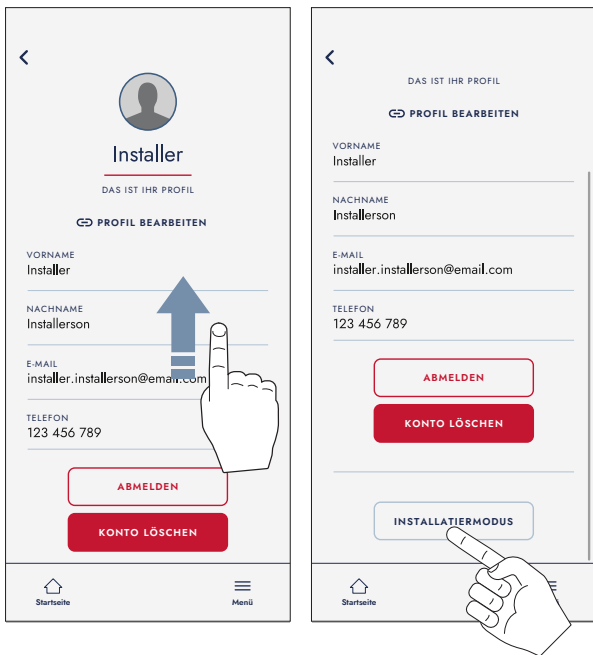 Installer
DAS IST IHR PROFIL
PROFIL BEARBEITEN
VORNAME
Installer
NACHNAME
Installerson
E-MAIL
installer.installerson@email.com
TELEFON
123 456 789
ABMELDEN
KONTO LÖSCHEN
Startseite
Menü
DAS IST IHR PROFIL
PROFIL BEARBEITEN
VORNAME
Installer
NACHNAME
Installerson
E-MAIL
installer.installerson@email.com
TELEFON
123 456 789
ABMELDEN
KONTO LÖSCHEN
INSTALLATIERMODUS
Startseite